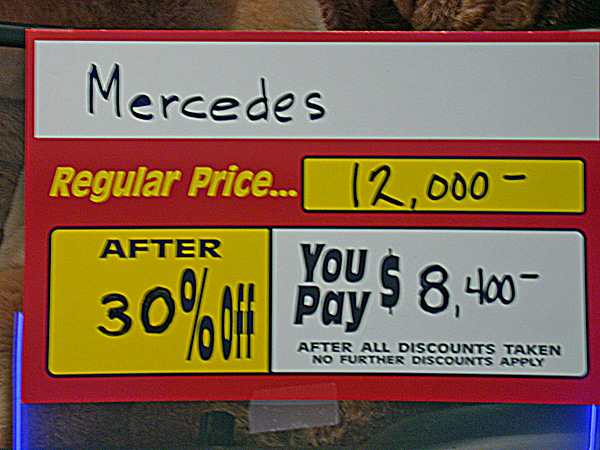 Mercedes
Regular Price... 12,000-
AFTER
30%Off
You Pay $ 8,400-
AFTER ALL DISCOUNTS TAKEN
NO FURTHER DISCOUNTS APPLY